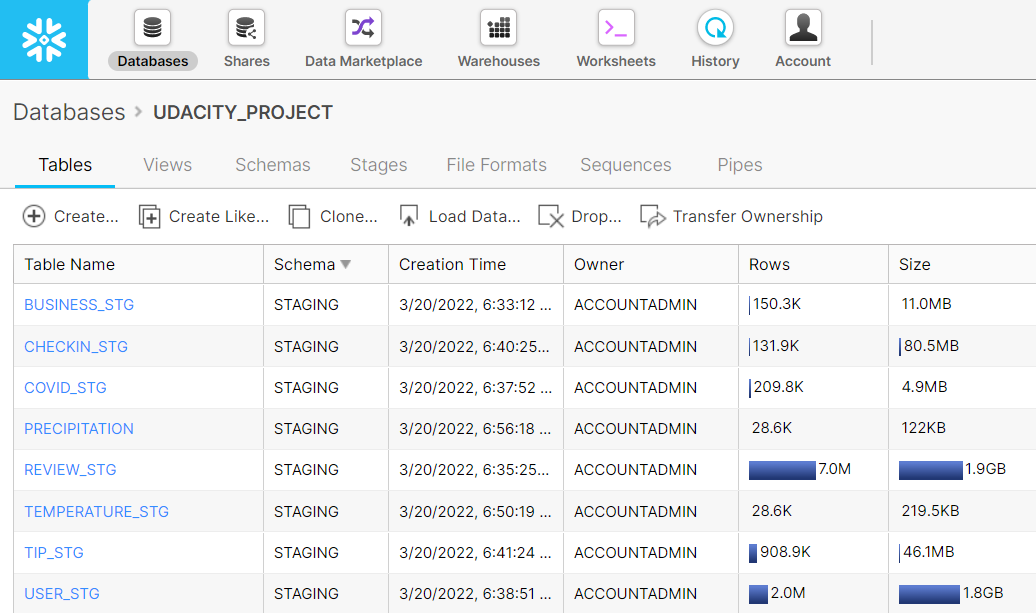 Databases Shares Data Marketplace Warehouses Worksheets History Account
Databases > UDACITY_PROJECT
Tables Views Schemas Stages File Formats Sequences Pipes
Create... Create Like... Clone... Load Data... Drop... Transfer Ownership
Table Name Schema Creation Time Owner Rows Size
BUSINESS_STG STAGING 3/20/2022, 6:33:12 ... ACCOUNTADMIN 150.3K 11.0MB
CHECKIN_STG STAGING 3/20/2022, 6:40:25... ACCOUNTADMIN 131.9K 80.5MB
COVID_STG STAGING 3/20/2022, 6:37:52 ... ACCOUNTADMIN 209.8K 4.9MB
PRECIPITATION STAGING 3/20/2022, 6:56:18 ... ACCOUNTADMIN 28.6K 122KB
REVIEW_STG STAGING 3/20/2022, 6:35:25... ACCOUNTADMIN 7.0M 1.9GB
TEMPERATURE_STG STAGING 3/20/2022, 6:50:19 ... ACCOUNTADMIN 28.6K 219.5KB
TIP_STG STAGING 3/20/2022, 6:41:24 ... ACCOUNTADMIN 908.9K 46.1MB
USER_STG STAGING 3/20/2022, 6:38:51 ... ACCOUNTADMIN 2.0M 1.8GB